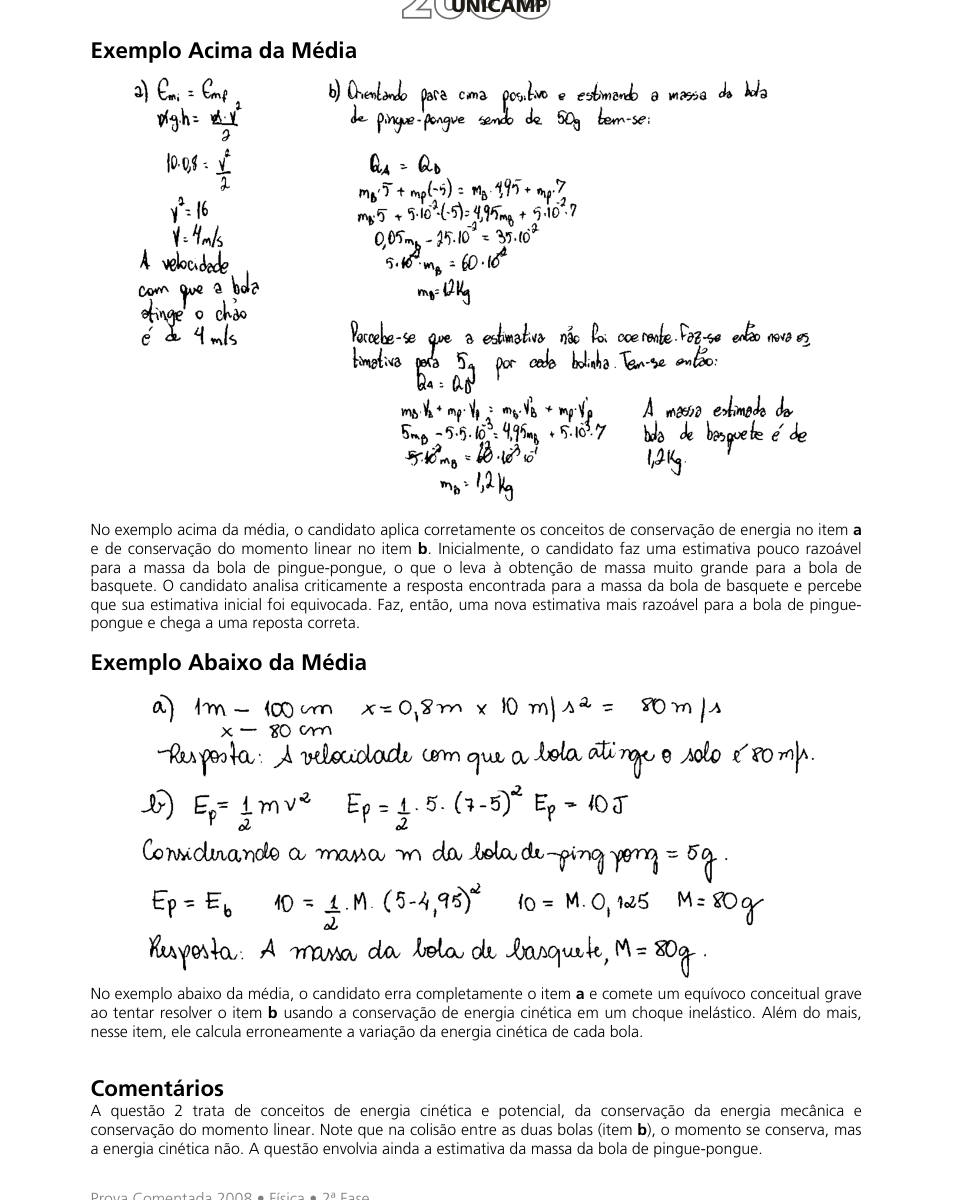 UNICAMP
Exemplo Acima da Média
a) Emi = Emf
mgh = m·v²/2
10·0,8 = v²/2
v² = 16
V = 4m/s
A velocidade
com que a bola
atinge o chão
é de 4 m/s
b) Orientando para cima positivo e estimando a massa da bola
de pingue-pongue sendo de 50g tem-se:
QA = QD
mB·5 + mp(-5) = mB·4,95 + mp·7
mB·5 + 5·10⁻²·(-5) = 4,95mB + 5·10⁻²·7
0,05mB - 25·10⁻² = 35·10⁻²
5·10⁻²·mB = 60·10⁻²
mB = 12Kg
Percebe-se que a estimativa não foi coerente. Faz-se então nova es
timativa para 5g por cada bolinha. Tem-se então:
QA = QD
mB·VB + mp·Vp = mB·V'B + mp·V'p
5mB - 5·5·10⁻³ = 4,95mB + 5·10⁻³·7
5·10⁻²mB = 60·10⁻³
mB = 1,2 Kg
A massa estimada da
bola de basquete é de
1,2Kg.
No exemplo acima da média, o candidato aplica corretamente os conceitos de conservação de energia no item a
e de conservação do momento linear no item b. Inicialmente, o candidato faz uma estimativa pouco razoável
para a massa da bola de pingue-pongue, o que o leva à obtenção de massa muito grande para a bola de
basquete. O candidato analisa criticamente a resposta encontrada para a massa da bola de basquete e percebe
que sua estimativa inicial foi equivocada. Faz, então, uma nova estimativa mais razoável para a bola de pingue-
pongue e chega a uma reposta correta.
Exemplo Abaixo da Média
a) 1m - 100 cm x = 0,8m x 10 m/s² = 80 m/s
x - 80 cm
Resposta: A velocidade com que a bola atinge o solo é 80 m/s.
b) Ep = 1/2 mv² Ep = 1/2 · 5 · (7-5)² Ep = 10J
Considerando a massa m da bola de ping pong = 5g.
Ep = Eb 10 = 1/2 . M. (5-4,95)² 10 = M. 0,125 M = 80g
Resposta: A massa da bola de basquete, M = 80g.
No exemplo abaixo da média, o candidato erra completamente o item a e comete um equívoco conceitual grave
ao tentar resolver o item b usando a conservação de energia cinética em um choque inelástico. Além do mais,
nesse item, ele calcula erroneamente a variação da energia cinética de cada bola.
Comentários
A questão 2 trata de conceitos de energia cinética e potencial, da conservação da energia mecânica e
conservação do momento linear. Note que na colisão entre as duas bolas (item b), o momento se conserva, mas
a energia cinética não. A questão envolvia ainda a estimativa da massa da bola de pingue-pongue.
Prova Comentada 2008 • Física • 2ª Fase